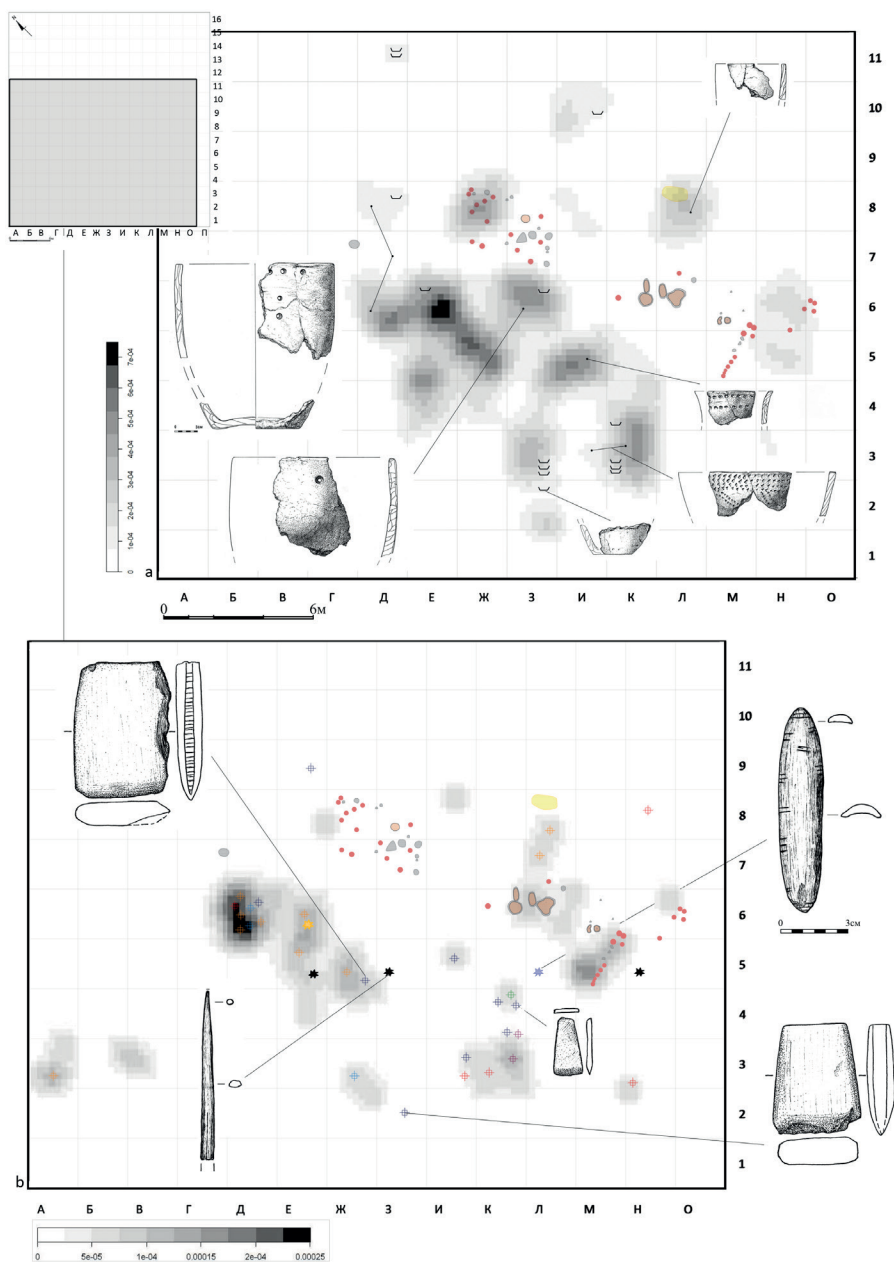 16
15
14
13
12
11
10
9
8
7
6
5
4
3
2
1
А Б В Г Д Е Ж З И К Л М Н О П
7e-04
6e-04
5e-04
4e-04
3e-04
2e-04
1e-04
0
11
10
9
8
7
6
5
4
3
2
1
а
А Б В Г Д Е Ж З И К Л М Н О
0 6м
11
10
9
8
7
6
5
4
3
2
1
0 3см
b
А Б В Г Д Е Ж З И К Л М Н О
0 5e-05 1e-04 0.00015 2e-04 0.00025